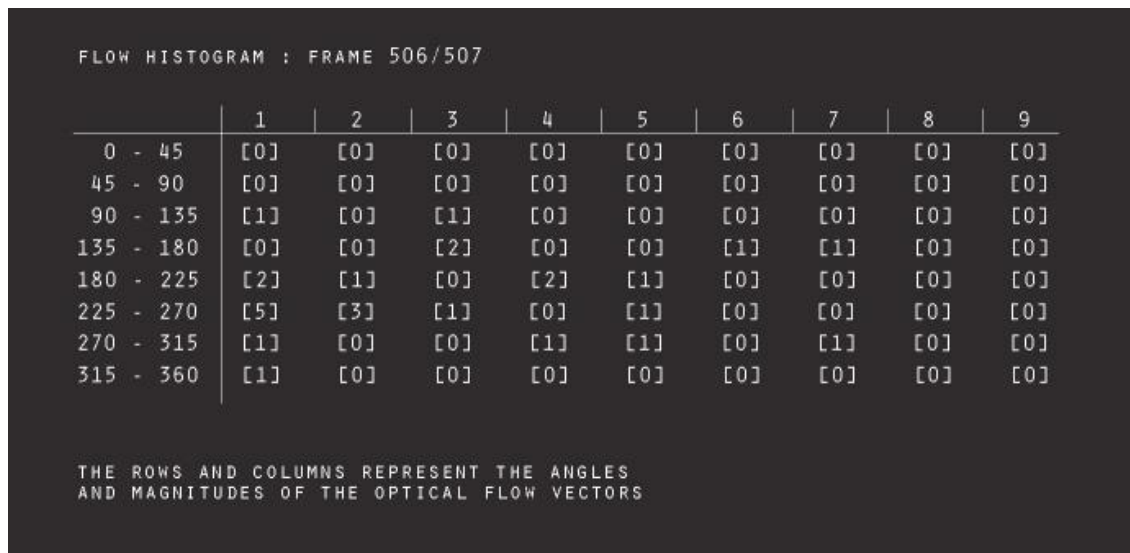 FLOW HISTOGRAM : FRAME 506/507
| 1 | 2 | 3 | 4 | 5 | 6 | 7 | 8 | 9
0 - 45 [0] [0] [0] [0] [0] [0] [0] [0] [0]
45 - 90 [0] [0] [0] [0] [0] [0] [0] [0] [0]
90 - 135 [1] [0] [1] [0] [0] [0] [0] [0] [0]
135 - 180 [0] [0] [2] [0] [0] [1] [1] [0] [0]
180 - 225 [2] [1] [0] [2] [1] [0] [0] [0] [0]
225 - 270 [5] [3] [1] [0] [1] [0] [0] [0] [0]
270 - 315 [1] [0] [0] [1] [1] [0] [1] [0] [0]
315 - 360 [1] [0] [0] [0] [0] [0] [0] [0] [0]
THE ROWS AND COLUMNS REPRESENT THE ANGLES
AND MAGNITUDES OF THE OPTICAL FLOW VECTORS